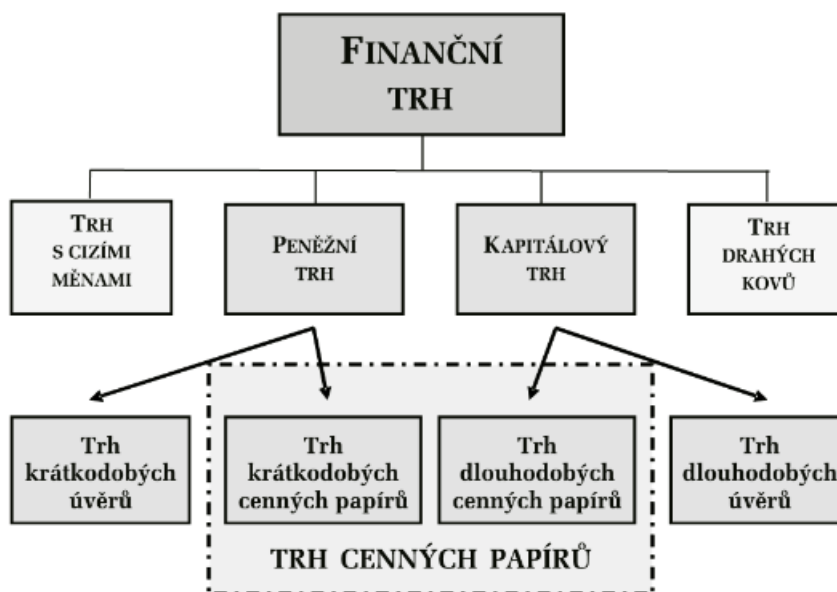 FINANČNÍ
TRH
TRH
S CIZÍMI
MĚNAMI
PENĚŽNÍ
TRH
KAPITÁLOVÝ
TRH
TRH
DRAHÝCH
KOVŮ
Trh
krátkodobých
úvěrů
Trh
krátkodobých
cenných papírů
Trh
dlouhodobých
cenných papírů
Trh
dlouhodobých
úvěrů
TRH CENNÝCH PAPÍRŮ